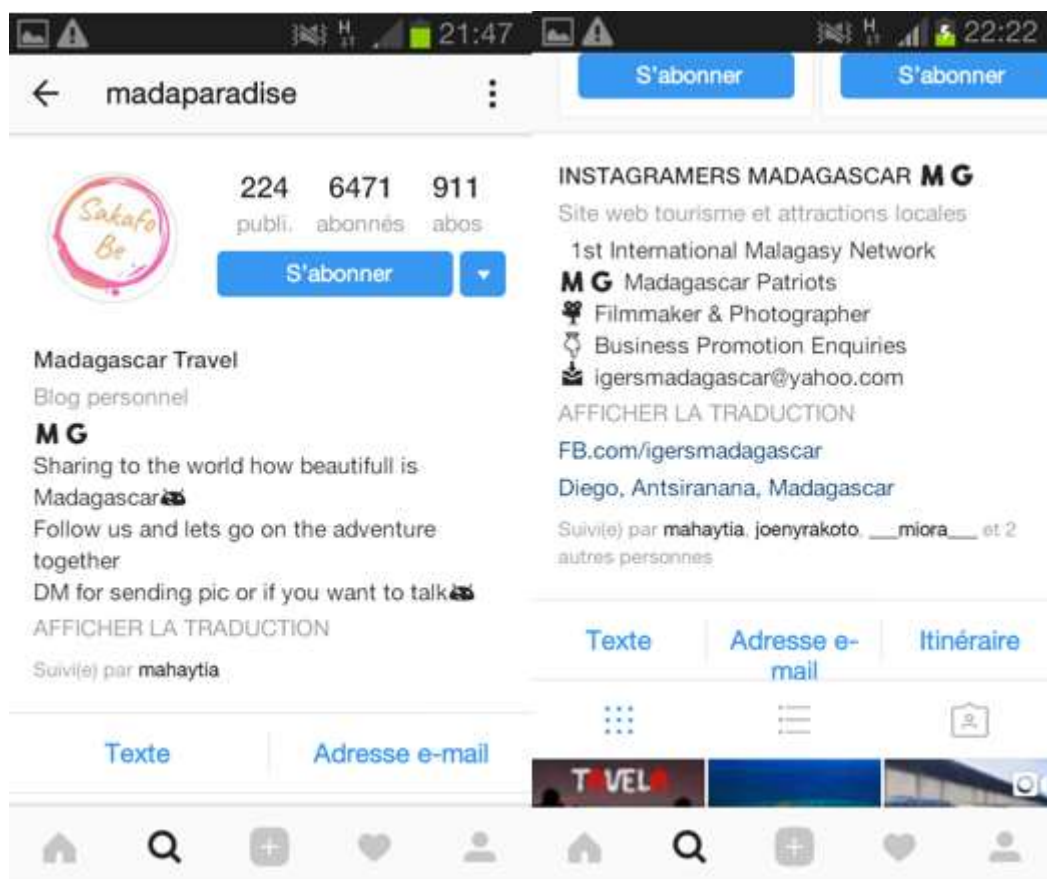 21:47
madaparadise
Sakafo
Be
224 6471 911
publi. abonnés abos
S'abonner
Madagascar Travel
Blog personnel
M G
Sharing to the world how beautifull is
Madagascar
Follow us and lets go on the adventure
together
DM for sending pic or if you want to talk
AFFICHER LA TRADUCTION
Suivi(e) par mahaytia
Texte Adresse e-mail
H 22:22
S'abonner S'abonner
INSTAGRAMERS MADAGASCAR M G
Site web tourisme et attractions locales
1st International Malagasy Network
M G Madagascar Patriots
Filmmaker & Photographer
Business Promotion Enquiries
igersmadagascar@yahoo.com
AFFICHER LA TRADUCTION
FB.com/igersmadagascar
Diego, Antsiranana, Madagascar
Suivi(e) par mahaytia, joenyrakoto, ___miora___ et 2
autres personnes
Texte Adresse e-
mail Itinéraire
T VEL